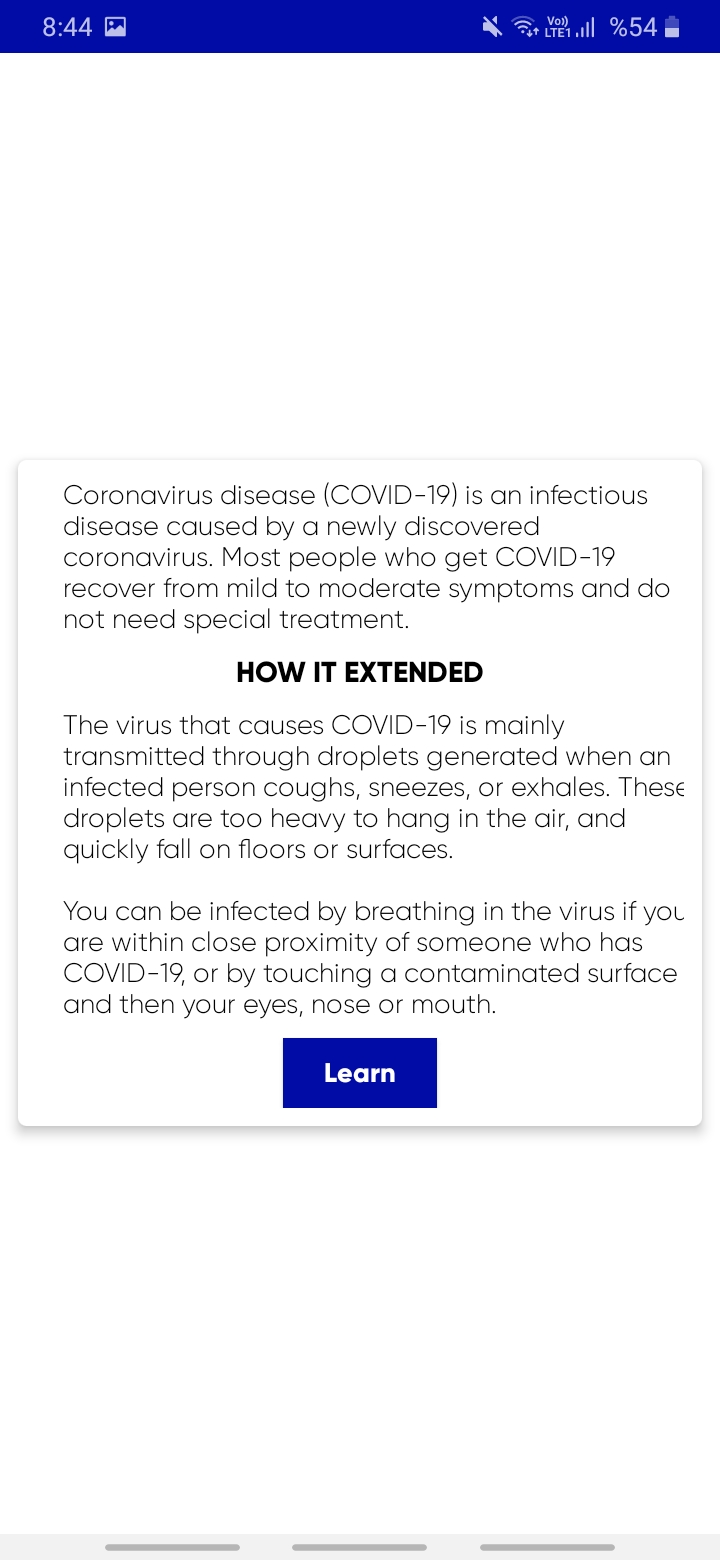 8:44
Vo))
LTE1
%54
Coronavirus disease (COVID-19) is an infectious
disease caused by a newly discovered
coronavirus. Most people who get COVID-19
recover from mild to moderate symptoms and do
not need special treatment.
HOW IT EXTENDED
The virus that causes COVID-19 is mainly
transmitted through droplets generated when an
infected person coughs, sneezes, or exhales. These
droplets are too heavy to hang in the air, and
quickly fall on floors or surfaces.
You can be infected by breathing in the virus if you
are within close proximity of someone who has
COVID-19, or by touching a contaminated surface
and then your eyes, nose or mouth.
Learn